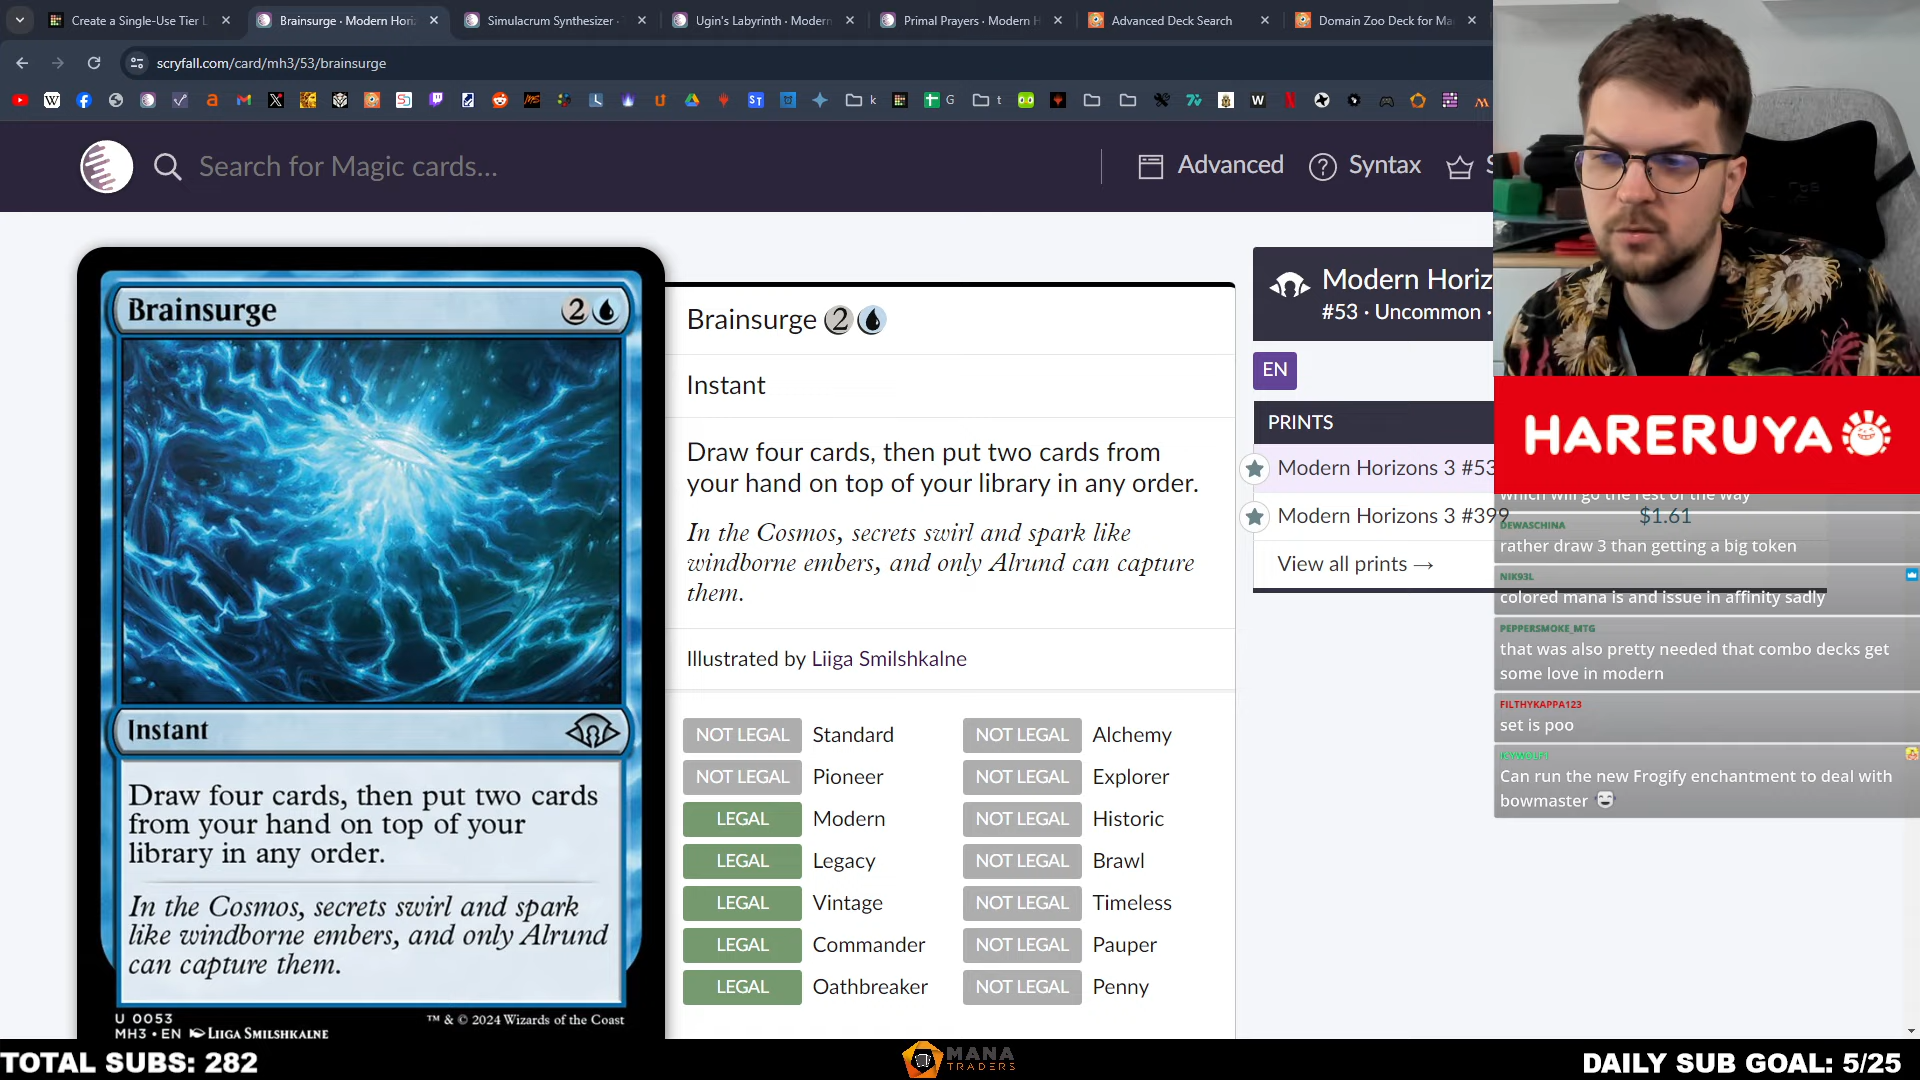 Create a Single-Use Tier L
Brainsurge · Modern Horiz
Simulacrum Synthesizer ·
Ugin's Labyrinth · Modern
Primal Prayers · Modern H
Advanced Deck Search
Domain Zoo Deck for Ma
scryfall.com/card/mh3/53/brainsurge
k
G
t
Search for Magic cards...
Advanced
Syntax
S
Brainsurge 2
Instant
Draw four cards, then put two cards
from your hand on top of your
library in any order.
In the Cosmos, secrets swirl and spark
like windborne embers, and only Alrund
can capture them.
U 0053
MH3 • EN LIIGA SMILSHKALNE
™ & © 2024 Wizards of the Coast
Brainsurge 2
Instant
Draw four cards, then put two cards from
your hand on top of your library in any order.
In the Cosmos, secrets swirl and spark like
windborne embers, and only Alrund can capture
them.
Illustrated by Liiga Smilshkalne
NOT LEGAL Standard NOT LEGAL Alchemy
NOT LEGAL Pioneer NOT LEGAL Explorer
LEGAL Modern NOT LEGAL Historic
LEGAL Legacy NOT LEGAL Brawl
LEGAL Vintage NOT LEGAL Timeless
LEGAL Commander NOT LEGAL Pauper
LEGAL Oathbreaker NOT LEGAL Penny
Modern Horiz
#53 · Uncommon ·
EN
PRINTS
Modern Horizons 3 #53
Modern Horizons 3 #399 $1.61
View all prints →
HARERUYA
which will go the rest of the way
DEWASCHINA
rather draw 3 than getting a big token
NIK93L
colored mana is and issue in affinity sadly
PEPPERSMOKE_MTG
that was also pretty needed that combo decks get
some love in modern
FILTHYKAPPA123
set is poo
Can run the new Frogify enchantment to deal with
bowmaster
TOTAL SUBS: 282
MANA
TRADERS
DAILY SUB GOAL: 5/25